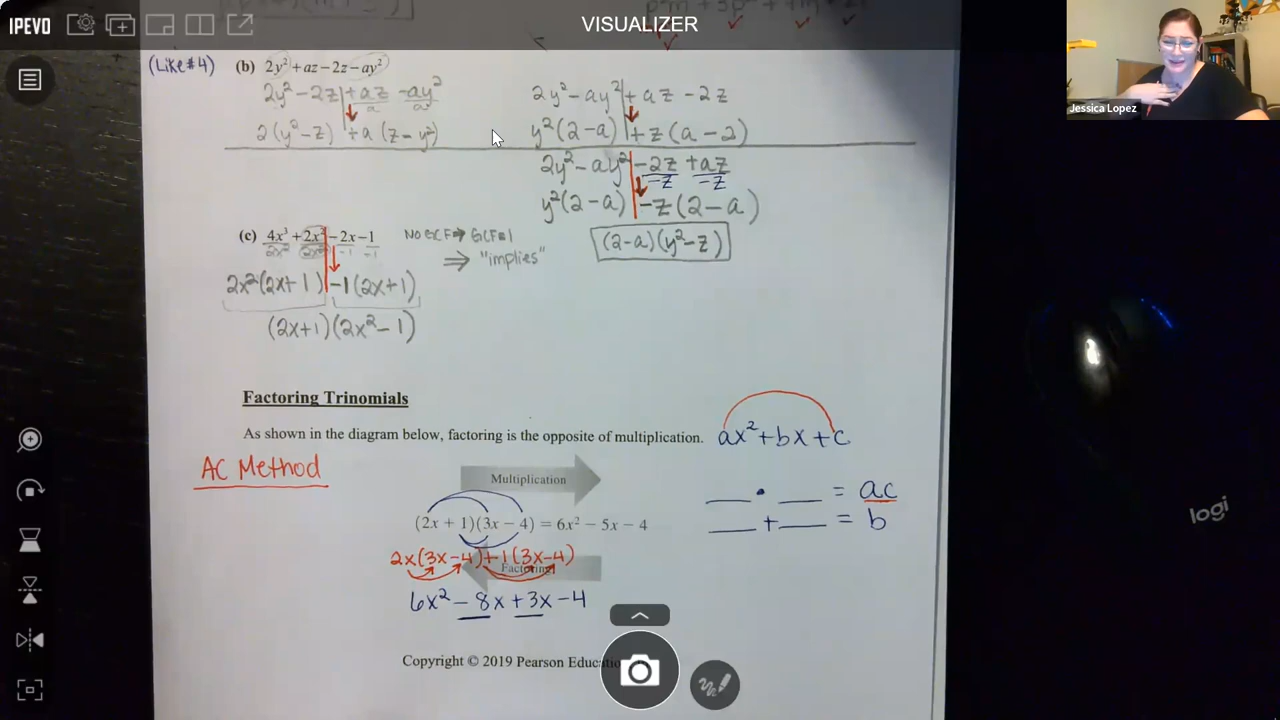 IPEVO
VISUALIZER
Jessica Lopez
(Like #4)
(b) 2y²+az−2z−ay²
2y²−2z +az −ay²
a a
2(y²−z) +a(z−y²)
2y²−ay² +az −2z
y²(2−a) +z(a−2)
2y²−ay² −2z +az
−z −z
y²(2−a) −z(2−a)
(2−a)(y²−z)
(c) 4x³ +2x² −2x −1
2x² 2x² −1 −1
No GCF ⇒ GCF=1
⇒ "implies"
2x²(2x+1) −1(2x+1)
(2x+1)(2x²−1)
Factoring Trinomials
As shown in the diagram below, factoring is the opposite of multiplication.
ax²+bx+c
AC Method
Multiplication
___ • ___ = ac
___ + ___ = b
(2x + 1)(3x − 4) = 6x² − 5x − 4
2x(3x−4)+1(3x−4)
Factoring
6x² −8x +3x −4
Copyright © 2019 Pearson
logi